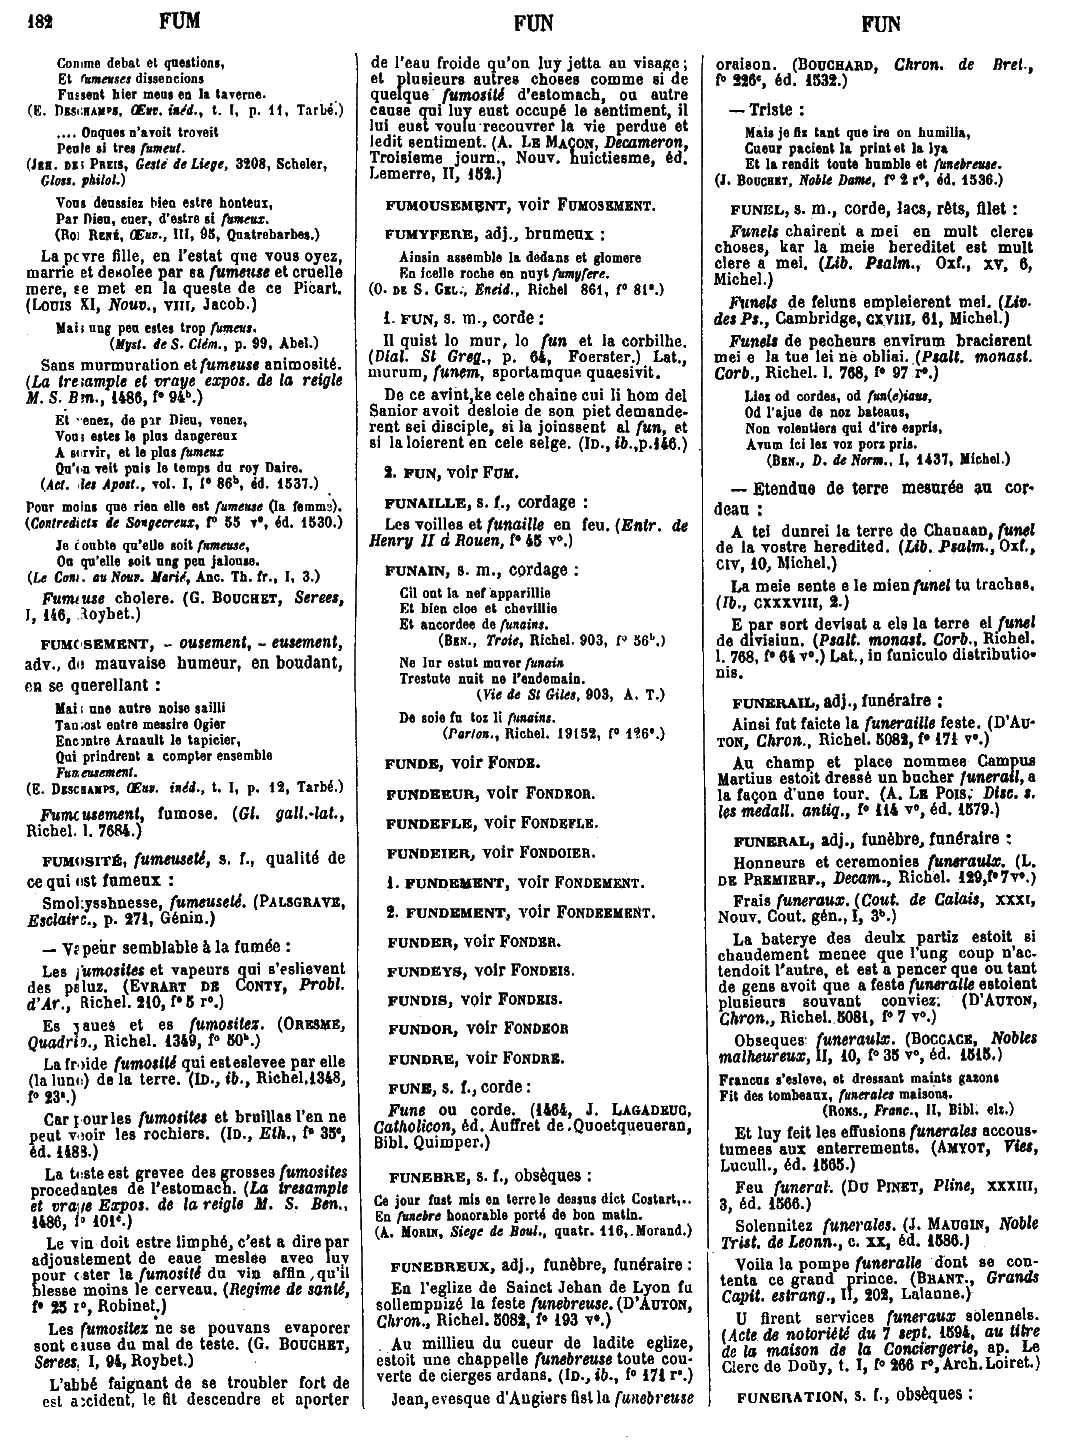 182 FUM FUN FUN
Comme debat et questions,
Et fumeuses dissencions
Fussent hier meus en la taverne.
(E. DESCHAMPS, Œuv. inéd., t. I, p. 11, Tarbé.)
.... Onques n'avoit troveit
Peule si tres fumeut.
(JEH. DES PREIS, Geste de Liege, 3208, Scheler,
Gloss. philol.)
Vous deussiez bien estre honteux,
Par Dieu, cuer, d'estre si fumeux.
(ROI RENÉ, Œuv., III, 95, Quatrebarbes.)
La povre fille, en l'estat que vous oyez,
marrie et desolee par sa fumeuse et cruelle
mere, se met en la queste de ce Picart.
(LOUIS XI, Nouv., VIII, Jacob.)
Mais ung peu estes trop fumeus.
(Myst. de S. Clém., p. 99, Abel.)
Sans murmuration et fumeuse animosité.
(La tresample et vraye expos. de la reigle
M. S. Ben., 1486, f° 94ᵇ.)
Et venez, de par Dieu, venez,
Vous estes le plus dangereux
A servir, et le plus fumeux
Qu'on veit puis le temps du roy Daire.
(Act. des Apost., vol. I, f° 86ᵇ, éd. 1537.)
Pour moins que rien elle est fumeuse (la femme).
(Contredictz de Songecreux, f° 55 v°, éd. 1530.)
Je doubte qu'elle soit fumeuse,
Ou qu'elle soit ung peu jalouse.
(Le Cons. au Nouv. Marié, Anc. Th. fr., I, 3.)
Fumeuse cholere. (G. BOUCHET, Serees,
I, 146, Roybet.)
FUMOSEMENT, - ousement, - eusement,
adv., de mauvaise humeur, en boudant,
en se querellant :
Mais une autre noise sailli
Tantost entre messire Ogier
Encontre Arnault le tapicier,
Qui prindrent a compter ensemble
Fumeusement.
(E. DESCHAMPS, Œuv. inéd., t. I, p. 12, Tarbé.)
Fumeusement, fumose. (Gl. gall.-lat.,
Richel. l. 7684.)
FUMOSITÉ, fumeuseté, s. f., qualité de
ce qui est fumeux :
Smokysshnesse, fumeuseté. (PALSGRAVE,
Esclairc., p. 271, Génin.)
— Vapeur semblable à la fumée :
Les fumosites et vapeurs qui s'eslievent
des peluz. (EVRART DE CONTY, Probl.
d'Ar., Richel. 210, f° 5 r°.)
Es yaues et es fumositez. (ORESME,
Quadrip., Richel. 1349, f° 50ᵇ.)
La froide fumosité qui est eslevee par elle
(la lune) de la terre. (ID., ib., Richel. 1348,
f° 23ᵃ.)
Car pour les fumosites et bruillas l'en ne
peut veoir les rochiers. (ID., Eth., f° 35ᵉ,
éd. 1488.)
La teste est grevee des grosses fumosites
procedantes de l'estomach. (La tresample
et vraye Expos. de la reigle M. S. Ben.,
1486, f° 101ᶜ.)
Le vin doit estre limphé, c'est a dire par
adjoustement de eaue meslee avec luy
pour oster la fumosité du vin affin qu'il
blesse moins le cerveau. (Regime de santé,
f° 25 r°, Robinet.)
Les fumositez ne se pouvans evaporer
sont cause du mal de teste. (G. BOUCHET,
Serees, I, 94, Roybet.)
L'abbé faignant de se troubler fort de
cest accident, le fit descendre et aporter
de l'eau froide qu'on luy jetta au visage ;
et plusieurs autres choses comme si de
quelque fumosité d'estomach, ou autre
cause qui luy eust occupé le sentiment, il
lui eust voulu recouvrer la vie perdue et
ledit sentiment. (A. LE MAÇON, Decameron,
Troisieme journ., Nouv. huictiesme, éd.
Lemerre, II, 152.)
FUMOUSEMENT, voir FUMOSEMENT.
FUMYFERE, adj., brumeux :
Ainsin assemble la dedans et glomere
En icelle roche en nuyt fumyfere.
(O. DE S. GEL., Eneid., Richel 861, f° 81ᵃ.)
1. FUN, s. m., corde :
Il quist lo mur, lo fun et la corbilhe.
(Dial. St Greg., p. 64, Foerster.) Lat.,
murum, funem, sportamque quaesivit.
De ce avint, ke cele chaine cui li hom del
Sanior avoit desloie de son piet demande-
rent sei disciple, si la joinssent al fun, et
si la loierent en cele seige. (ID., ib., p. 146.)
2. FUN, voir FUM.
FUNAILLE, s. f., cordage :
Les voilles et funaille en feu. (Entr. de
Henry II à Rouen, f° 45 v°.)
FUNAIN, s. m., cordage :
Cil ont la nef apparillie
Et bien cloe et chevillie
Et ancordee de funains.
(BEN., Troie, Richel. 903, f° 56ᵇ.)
Ne lur estut muver funain
Trestute nuit ne l'endemain.
(Vie de St Giles, 903, A. T.)
De soie fu toz li funains.
(Parton., Richel. 19152, f° 126ᵉ.)
FUNDE, voir FONDE.
FUNDEEUR, voir FONDEOR.
FUNDEFLE, voir FONDEFLE.
FUNDEIER, voir FONDOIER.
1. FUNDEMENT, voir FONDEMENT.
2. FUNDEMENT, voir FONDEEMENT.
FUNDER, voir FONDER.
FUNDEYS, voir FONDEIS.
FUNDIS, voir FONDEIS.
FUNDOR, voir FONDEOR
FUNDRE, voir FONDRE.
FUNE, s. f., corde :
Fune ou corde. (1464, J. LAGADEUC,
Catholicon, éd. Auffret de Quoetqueueran,
Bibl. Quimper.)
FUNEBRE, s. f., obsèques :
Ce jour fust mis en terre le dessus dict Costart,..
En funebre honorable porté de bon matin.
(A. MORIN, Siege de Boul., quatr. 116, Morand.)
FUNEBREUX, adj., funèbre, funéraire :
En l'eglize de Sainct Jehan de Lyon fu
sollempnizé la feste funebreuse. (D'AUTON,
Chron., Richel. 5082, f° 193 v°.)
Au millieu du cueur de ladite eglize,
estoit une chappelle funebreuse toute cou-
verte de cierges ardans. (ID., ib., f° 171 r°.)
Jean, evesque d'Angiers fist la funebreuse
oraison. (BOUCHARD, Chron. de Bret.,
f° 226ᶜ, éd. 1532.)
— Triste :
Mais je fiz tant que ire on humilia,
Cueur pacient la print et la lya
Et la rendit toute humble et funebreuse.
(J. BOUCHET, Noble Dame, f° 2 r°, éd. 1536.)
FUNEL, s. m., corde, lacs, rêts, filet :
Funels chairent a mei en mult cleres
choses, kar la meie hereditet est mult
clere a mei. (Lib. Psalm., Oxf., XV, 6,
Michel.)
Funels de feluns empleierent mei. (Liv.
des Ps., Cambridge, CXVIII, 61, Michel.)
Funels de pecheurs envirum bracierent
mei e la tue lei ne obliai. (Psalt. monast.
Corb., Richel. l. 768, f° 97 r°.)
Liez od cordes, od fun(e)iaus,
Od l'ajue de noz bateaus,
Non volentiers qui d'ire espris,
Avum ici les voz porz pris.
(BEN., D. de Norm., I, 1437, Michel.)
— Etendue de terre mesurée au cor-
deau :
A tei dunrei la terre de Chanaan, funel
de la vostre heredited. (Lib. Psalm., Oxf.,
CIV, 10, Michel.)
La meie sente e le mien funel tu trachas.
(Ib., CXXXVIII, 2.)
E par sort devisat a els la terre el funel
de divisiun. (Psalt. monast. Corb., Richel.
l. 768, f° 64 v°.) Lat., in funiculo distributio-
nis.
FUNERAIL, adj., funéraire :
Ainsi fut faicte la funeraille feste. (D'AU-
TON, Chron., Richel. 5082, f° 171 v°.)
Au champ et place nommee Campus
Martius estoit dressé un bucher funerail, a
la façon d'une tour. (A. LE POIS, Disc. s.
les medall. antiq., f° 114 v°, éd. 1579.)
FUNERAL, adj., funèbre, funéraire :
Honneurs et ceremonies funeraulx. (L.
DE PREMIERF., Decam., Richel. 129, f° 7 v°.)
Frais funeraux. (Cout. de Calais, XXXI,
Nouv. Cout. gén., I, 3ᵇ.)
La baterye des deulx partiz estoit si
chaudement menee que l'ung coup n'ac-
tendoit l'autre, et est a pencer que ou tant
de gens avoit que a feste funeralle estoient
plusieurs souvant conviez. (D'AUTON,
Chron., Richel. 5081, f° 7 v°.)
Obseques funeraulx. (BOCCACE, Nobles
malheureux, II, 10, f° 35 v°, éd. 1515.)
Francus s'esleve, et dressant maints gazons
Fit des tombeaux, funerales maisons.
(RONS., Franc., II, Bibl. elz.)
Et luy feit les effusions funerales accous-
tumees aux enterrements. (AMYOT, Vies,
Lucull., éd. 1565.)
Feu funeral. (DU PINET, Pline, XXXIII,
3, éd. 1566.)
Solennitez funerales. (J. MAUGIN, Noble
Trist. de Leonn., c. XX, éd. 1586.)
Voila la pompe funeralle dont se con-
tenta ce grand prince. (BRANT., Grands
Capit. estrang., II, 202, Lalanne.)
U firent services funeraux solennels.
(Acte de notoriété du 7 sept. 1594, au titre
de la maison de la Conciergerie, ap. Le
Clerc de Doüy, t. I, f° 266 r°, Arch. Loiret.)
FUNERATION, s. f., obsèques :